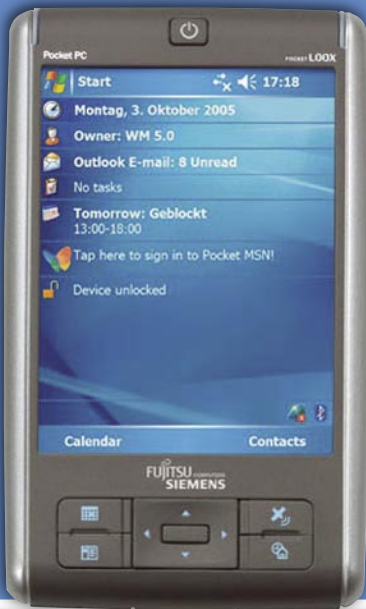 Pocket PC
POCKET LOOX
Start
17:18
Montag, 3. Oktober 2005
Owner: WM 5.0
Outlook E-mail: 8 Unread
No tasks
Tomorrow: Geblockt
13:00-18:00
Tap here to sign in to Pocket MSN!
Device unlocked
Calendar
Contacts
FUJITSU COMPUTERS
SIEMENS